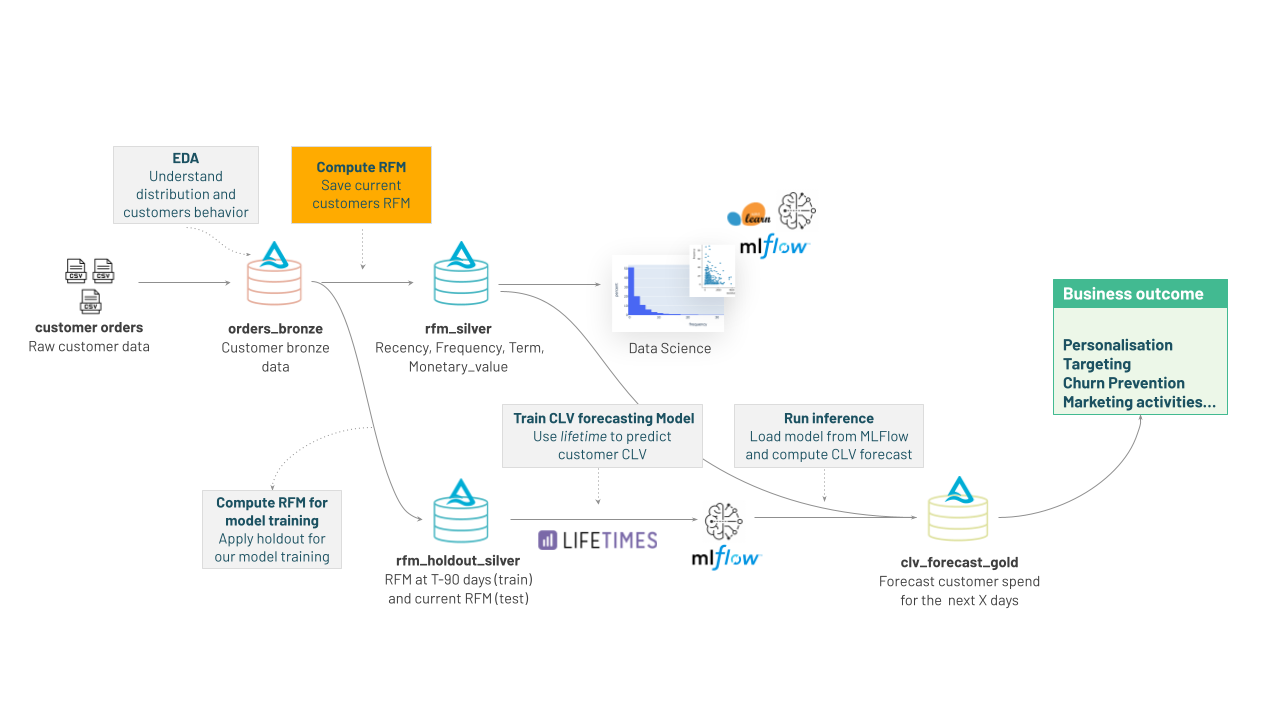 EDA
Understand
distribution and
customers behavior
Compute RFM
Save current
customers RFM
learn
mlflow
CSV CSV
CSV
customer orders
Raw customer data
orders_bronze
Customer bronze
data
rfm_silver
Recency, Frequency, Term,
Monetary_value
Data Science
Business outcome
Personalisation
Targeting
Churn Prevention
Marketing activities...
Train CLV forecasting Model
Use lifetime to predict
customer CLV
Run inference
Load model from MLFlow
and compute CLV forecast
Compute RFM for
model training
Apply holdout for
our model training
LIFETIMES
mlflow
rfm_holdout_silver
RFM at T-90 days (train)
and current RFM (test)
clv_forecast_gold
Forecast customer spend
for the next X days